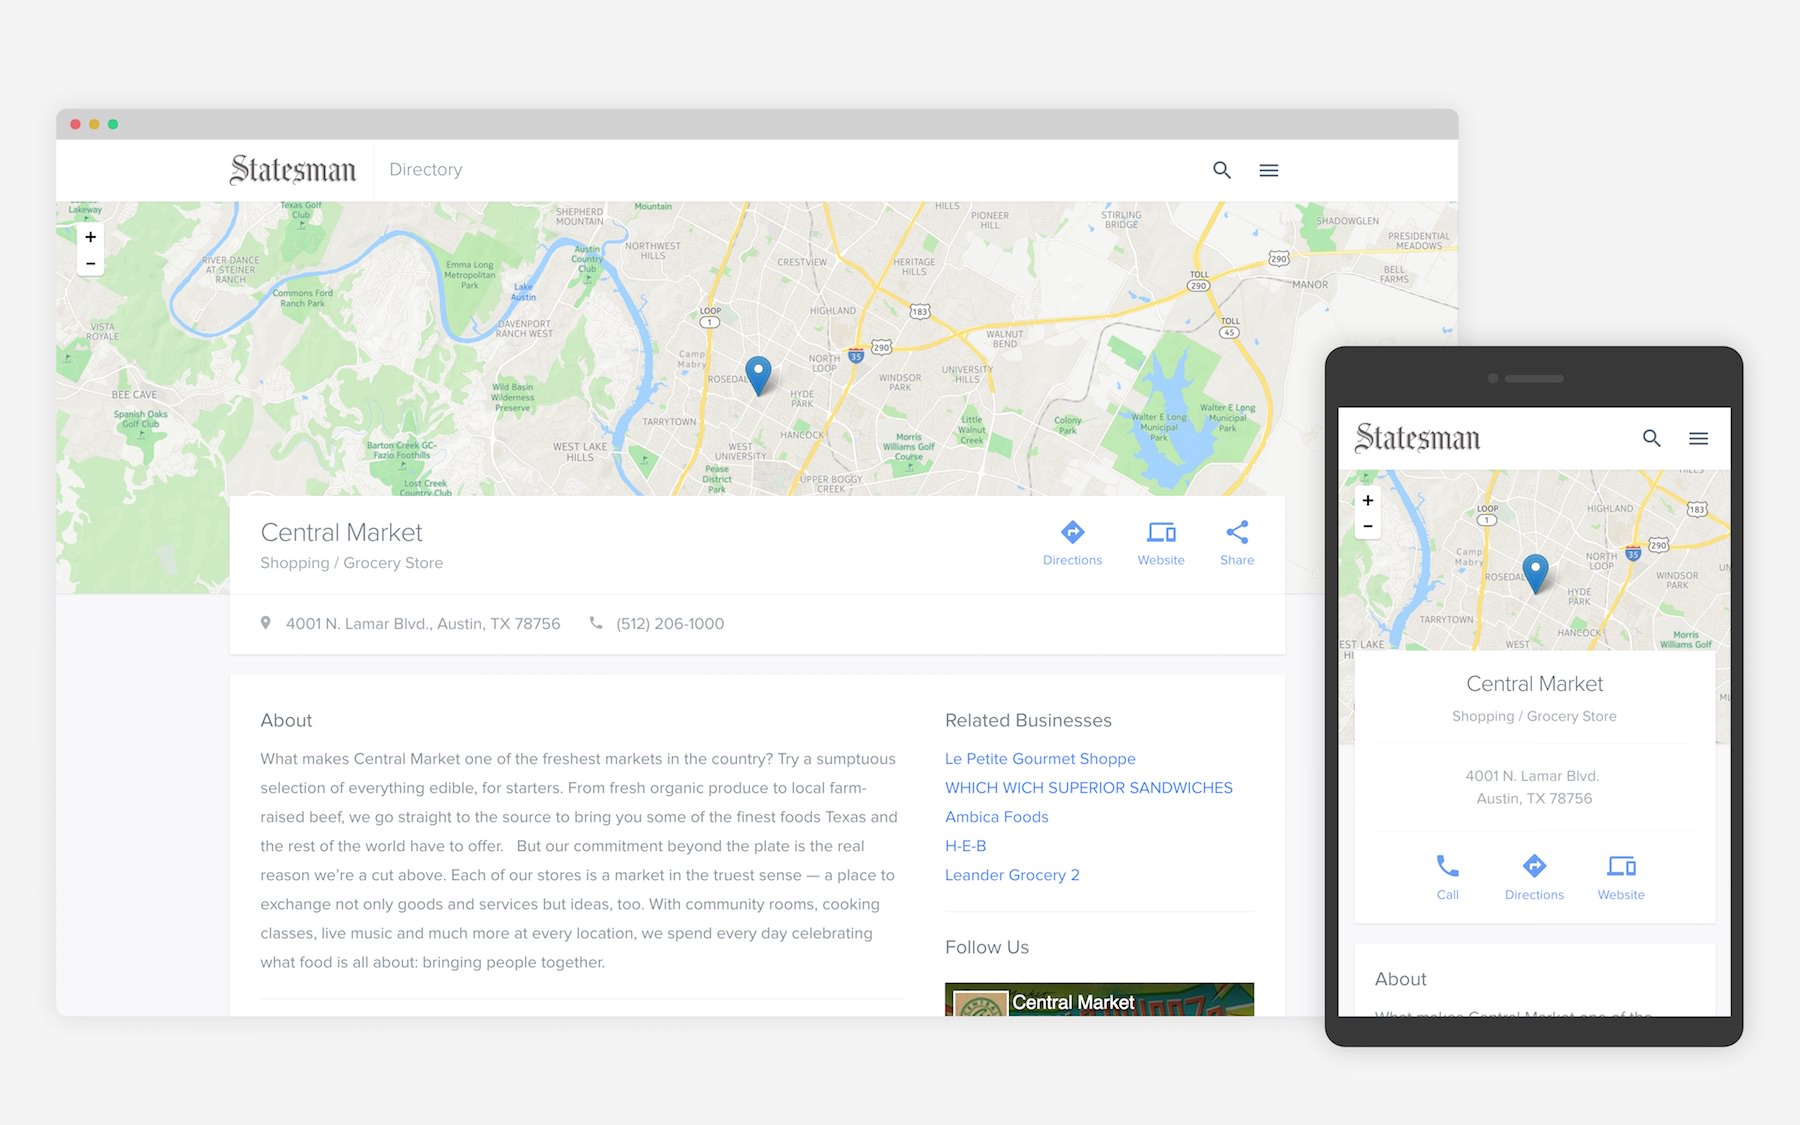 Statesman
Directory
Lakeway
Texas Golf
Club
SHEPHERD
MOUNTAIN
Mountain
HILLS
PIONEER
HILL
STIRLING
BRIDGE
SHADOWGLEN
PRESIDENTIAL
MEADOWS
+
−
RIVER DANCE
AT STEINER
RANCH
Emma Long
Metropolitan
Park
Austin
Country
Club
NORTHWEST
HILLS
CRESTVIEW
HERITAGE
HILLS
TOLL
290
290
BELL
FARMS
MANOR
Commons Ford
Ranch Park
Lake
Austin
VISTA
ROYALE
DAVENPORT
RANCH WEST
LOOP
1
HIGHLAND
183
TOLL
45
WALNUT
BEND
Camp
Mabry
NORTH
LOOP
35
290
ROSEDAL
HYDE
PARK
WINDSOR
PARK
UNIVERSITY
HILLS
BEE CAVE
Spanish Oaks
Golf Club
Wild Basin
Wilderness
Preserve
TARRYTOWN
HANCOCK
Little
Walnut
Creek
Colony
Park
Walter E Long
Municipal
Park
Walter E Long
Municipal
Park
Barton Creek GC-
Fazio Foothills
WEST LAKE
HILLS
WEST
UNIVERSITY
Morris
Williams Golf
Course
Lost Creek
Country Club
Pease
District
Park
UPPER BOGGY
CREEK
Central Market
Shopping / Grocery Store
Directions
Website
Share
4001 N. Lamar Blvd., Austin, TX 78756
(512) 206-1000
About
What makes Central Market one of the freshest markets in the country? Try a sumptuous
selection of everything edible, for starters. From fresh organic produce to local farm-
raised beef, we go straight to the source to bring you some of the finest foods Texas and
the rest of the world have to offer.   But our commitment beyond the plate is the real
reason we’re a cut above. Each of our stores is a market in the truest sense — a place to
exchange not only goods and services but ideas, too. With community rooms, cooking
classes, live music and much more at every location, we spend every day celebrating
what food is all about: bringing people together.
Related Businesses
Le Petite Gourmet Shoppe
WHICH WICH SUPERIOR SANDWICHES
Ambica Foods
H-E-B
Leander Grocery 2
Follow Us
Central Market
Statesman
HILLS
+
−
LOOP
1
HIGHLAND
183
Camp
Mabry
NORTH
LOOP
35
290
ROSEDAL
HYDE
PARK
WINDSOR
PARK
UN
TARRYTOWN
HANCOCK
EST LAKE
HI
WEST
Morris
Williams Golf
Central Market
Shopping / Grocery Store
4001 N. Lamar Blvd.
Austin, TX 78756
Call
Directions
Website
About
What makes Central Market one of the